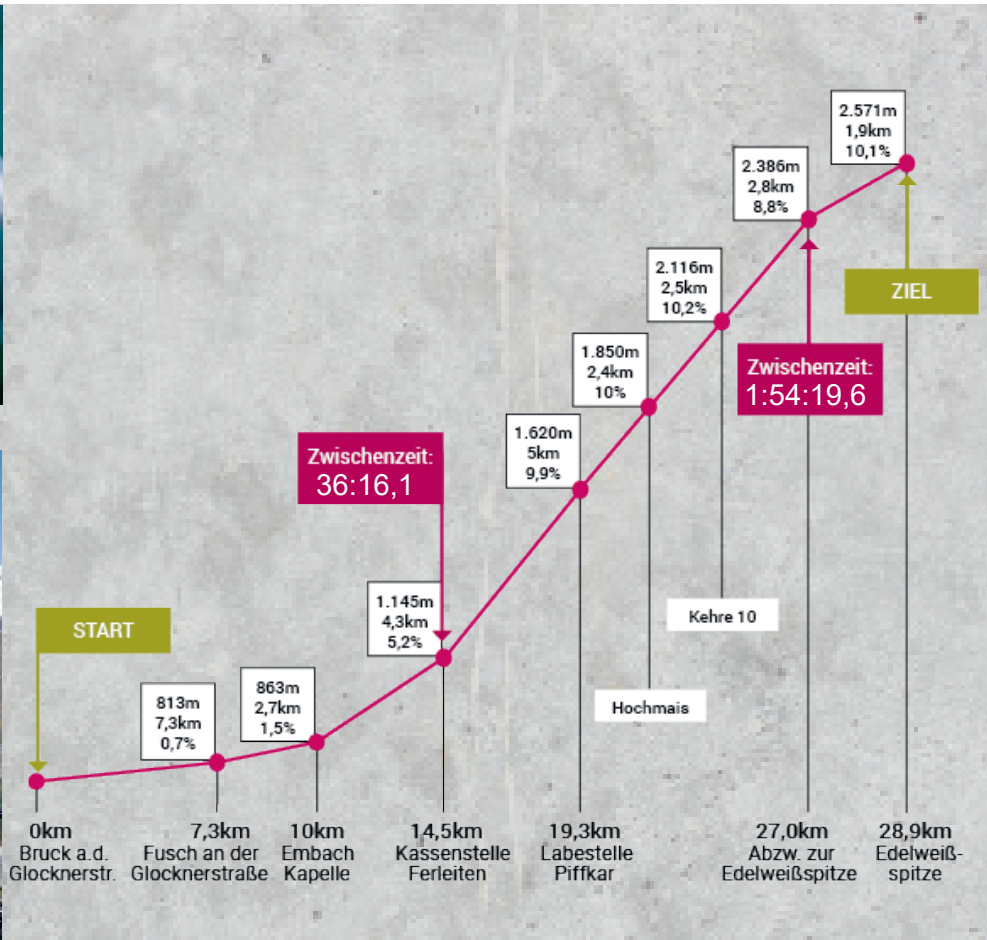 START
813m
7,3km
0,7%
863m
2,7km
1,5%
1.145m
4,3km
5,2%
Zwischenzeit:
36:16,1
1.620m
5km
9,9%
1.850m
2,4km
10%
2.116m
2,5km
10,2%
2.386m
2,8km
8,8%
2.571m
1,9km
10,1%
ZIEL
Zwischenzeit:
1:54:19,6
Kehre 10
Hochmais
0km
Bruck a.d.
Glocknerstr.
7,3km
Fusch an der
Glocknerstraße
10km
Embach
Kapelle
14,5km
Kassenstelle
Ferleiten
19,3km
Labestelle
Piffkar
27,0km
Abzw. zur
Edelweißspitze
28,9km
Edelweiß-
spitze